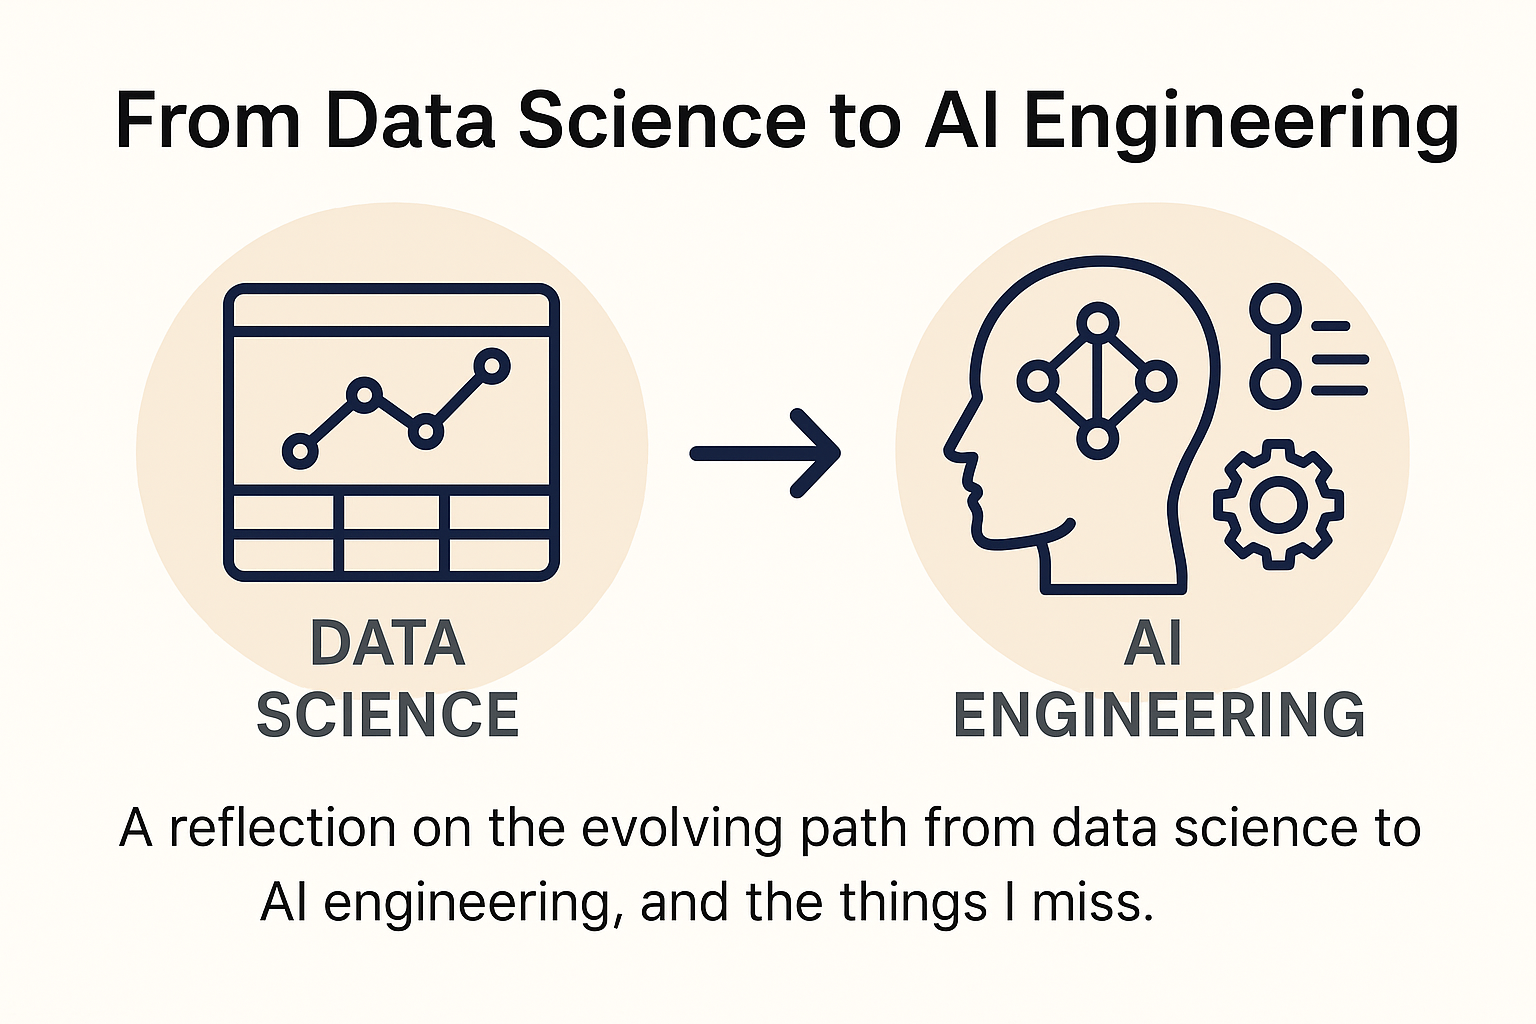 From Data Science to AI Engineering
DATA
SCIENCE
AI
ENGINEERING
A reflection on the evolving path from data science to
AI engineering, and the things I miss.